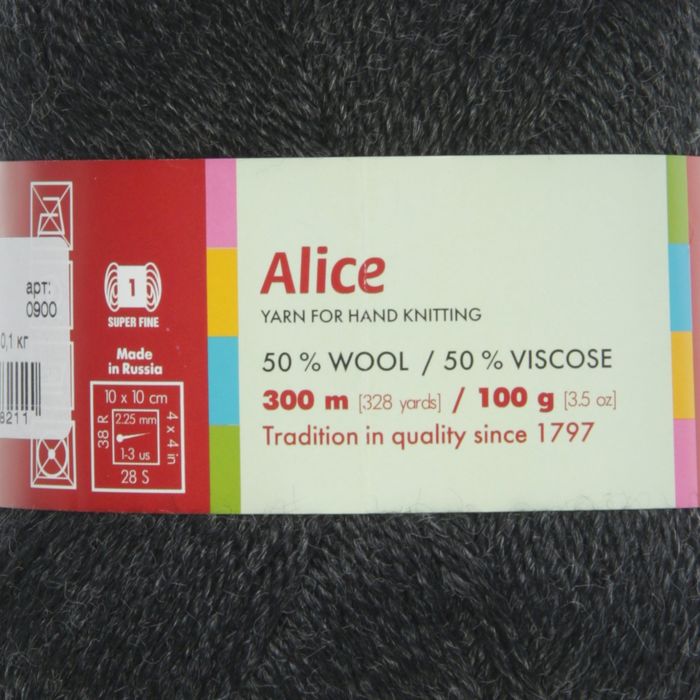 арт:
0900
0,1 кг
8211
1
SUPER FINE
Made
in Russia
10 x 10 cm
38 R
2.25 mm
1-3 us
4 x 4 in
28 S
Alice
YARN FOR HAND KNITTING
50 % WOOL / 50 % VISCOSE
300 m [328 yards] / 100 g [3.5 oz]
Tradition in quality since 1797